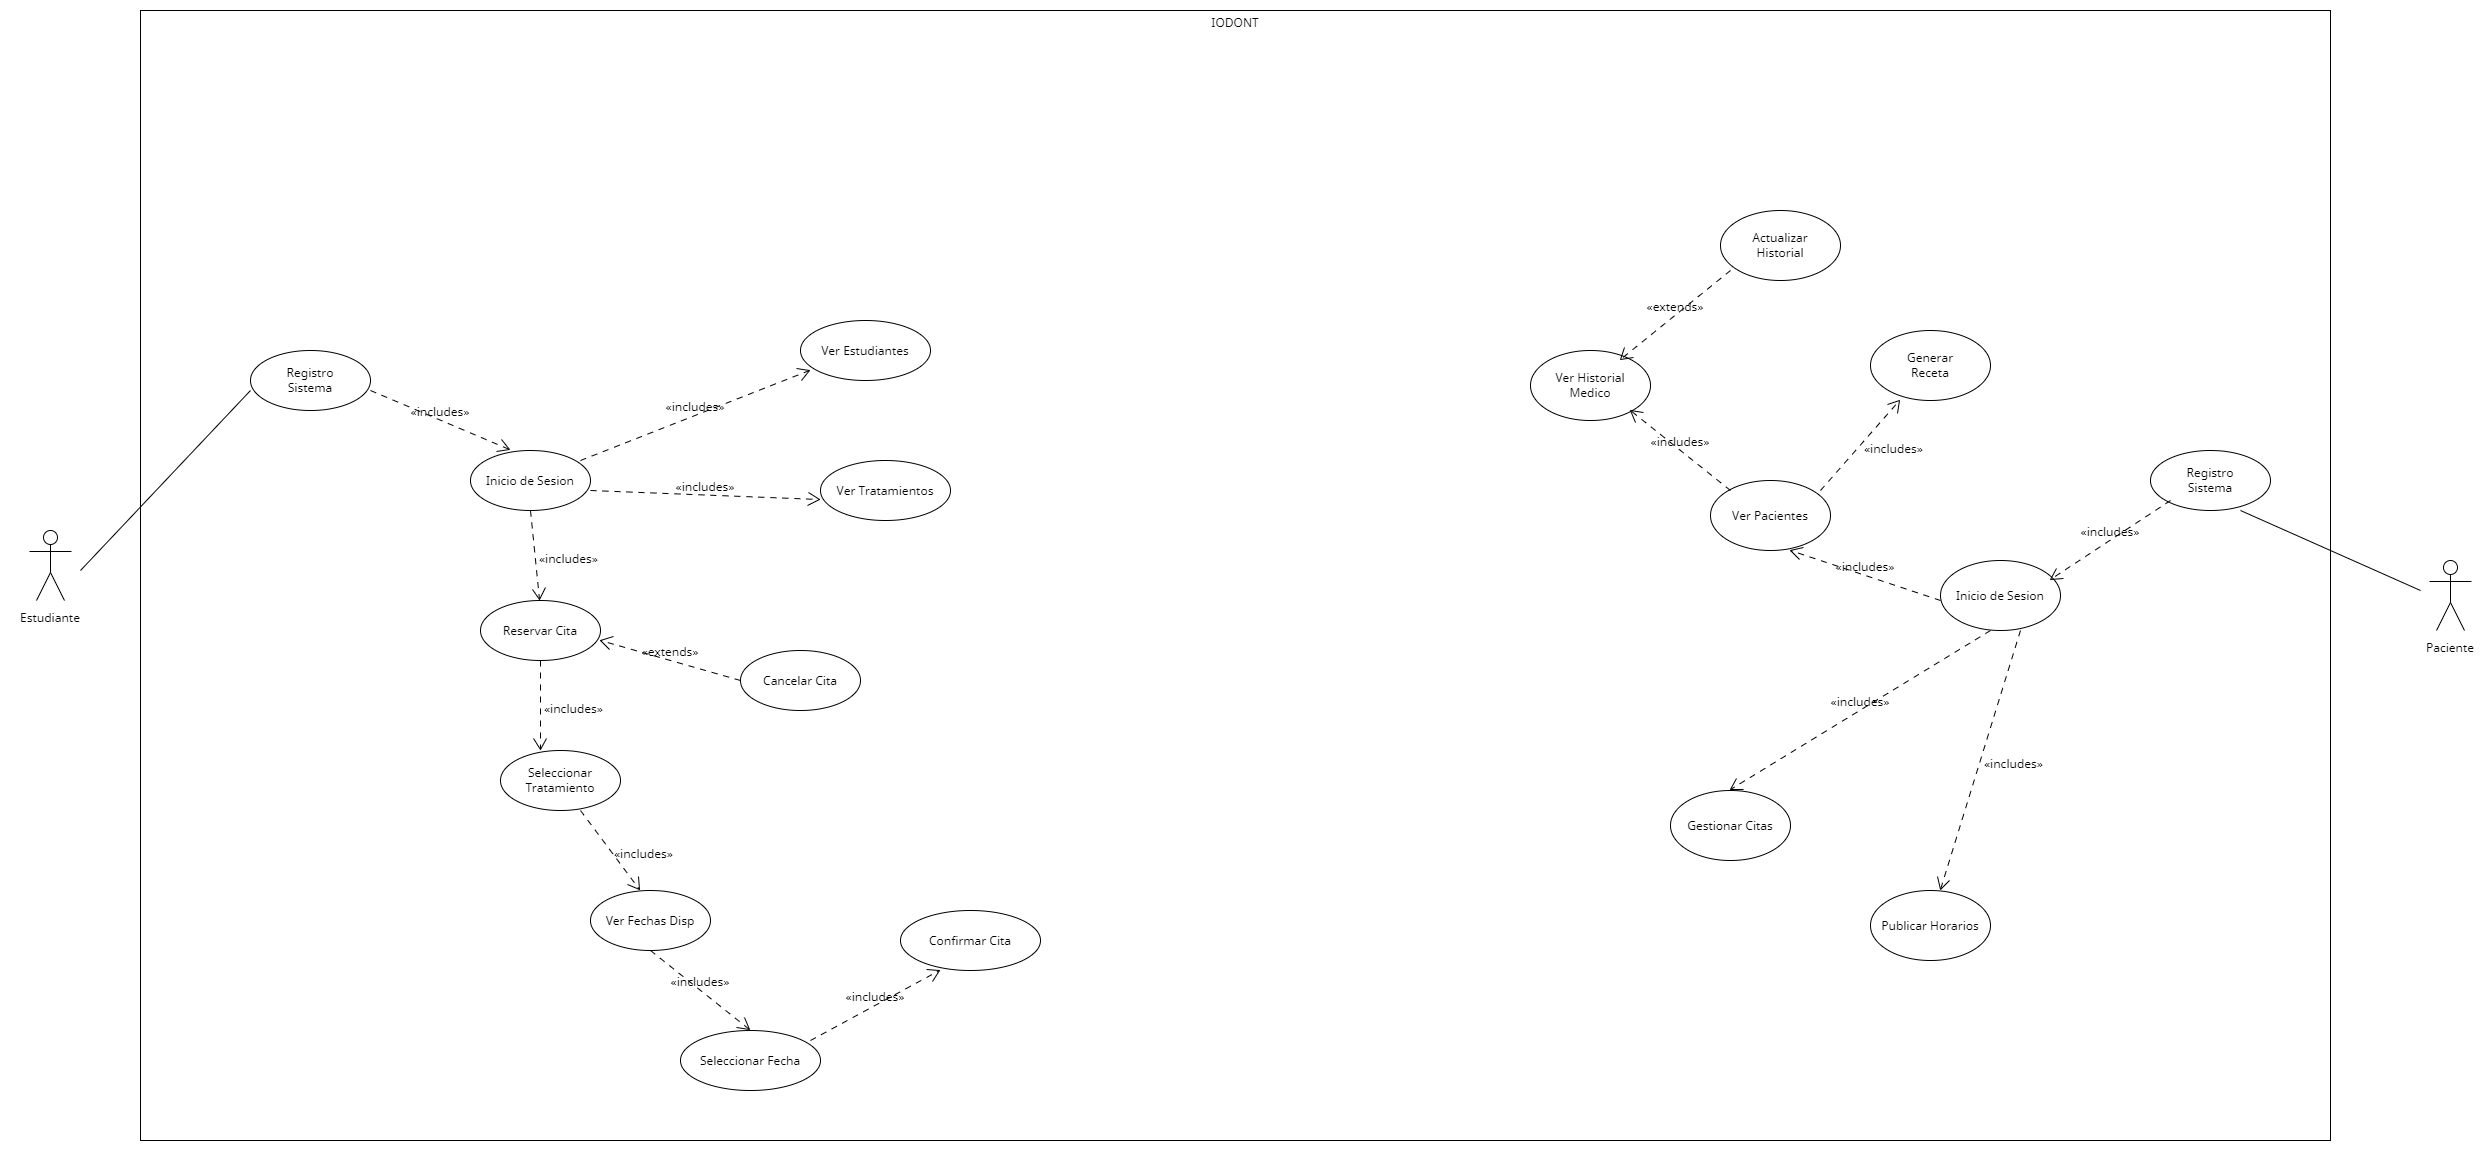 IODONT
Actualizar
Historial
«extends»
Ver Estudiantes
Generar
Receta
Registro
Sistema
Ver Historial
Medico
«includes»
«includes»
«includes»
«includes»
Registro
Sistema
Inicio de Sesion
«includes»
Ver Tratamientos
Ver Pacientes
«includes»
«includes»
«includes»
Inicio de Sesion
Estudiante
Reservar Cita
«extends»
Cancelar Cita
Paciente
«includes»
«includes»
Seleccionar
Tratamiento
«includes»
Gestionar Citas
«includes»
Ver Fechas Disp
Confirmar Cita
Publicar Horarios
«includes»
«includes»
Seleccionar Fecha